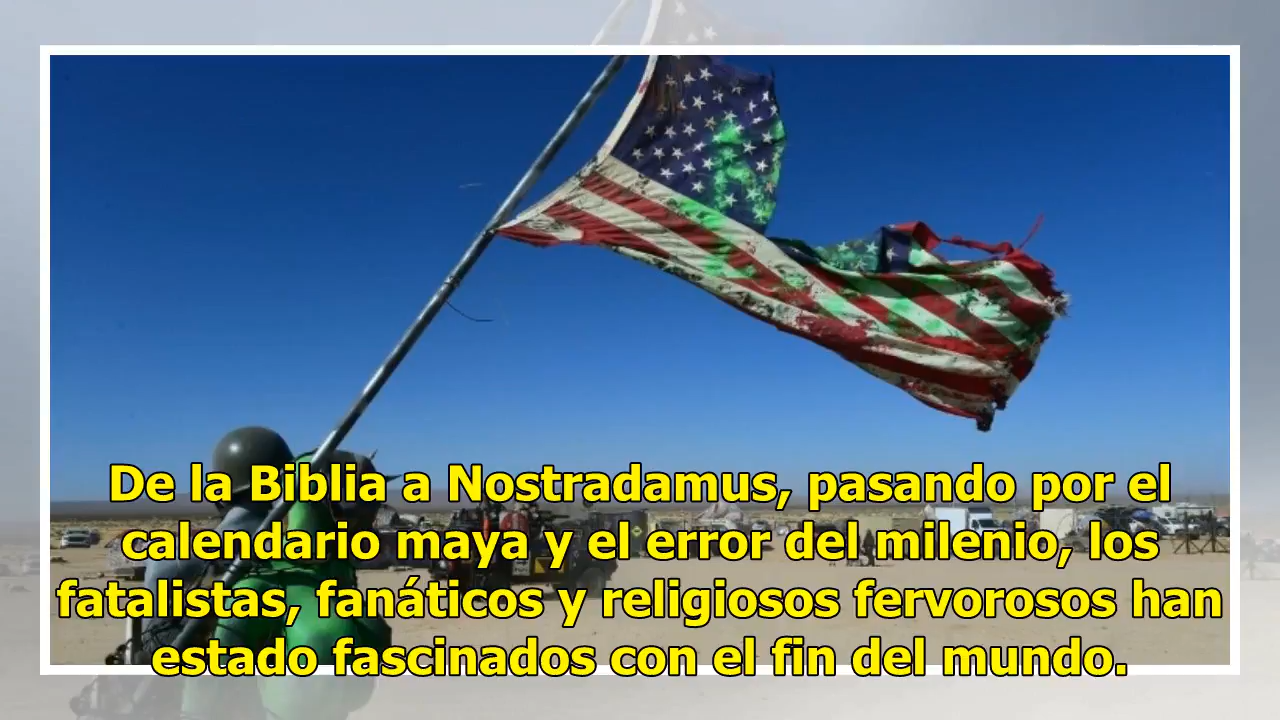 De la Biblia a Nostradamus, pasando por el
calendario maya y el error del milenio, los
fatalistas, fanáticos y religiosos fervorosos han
estado fascinados con el fin del mundo.